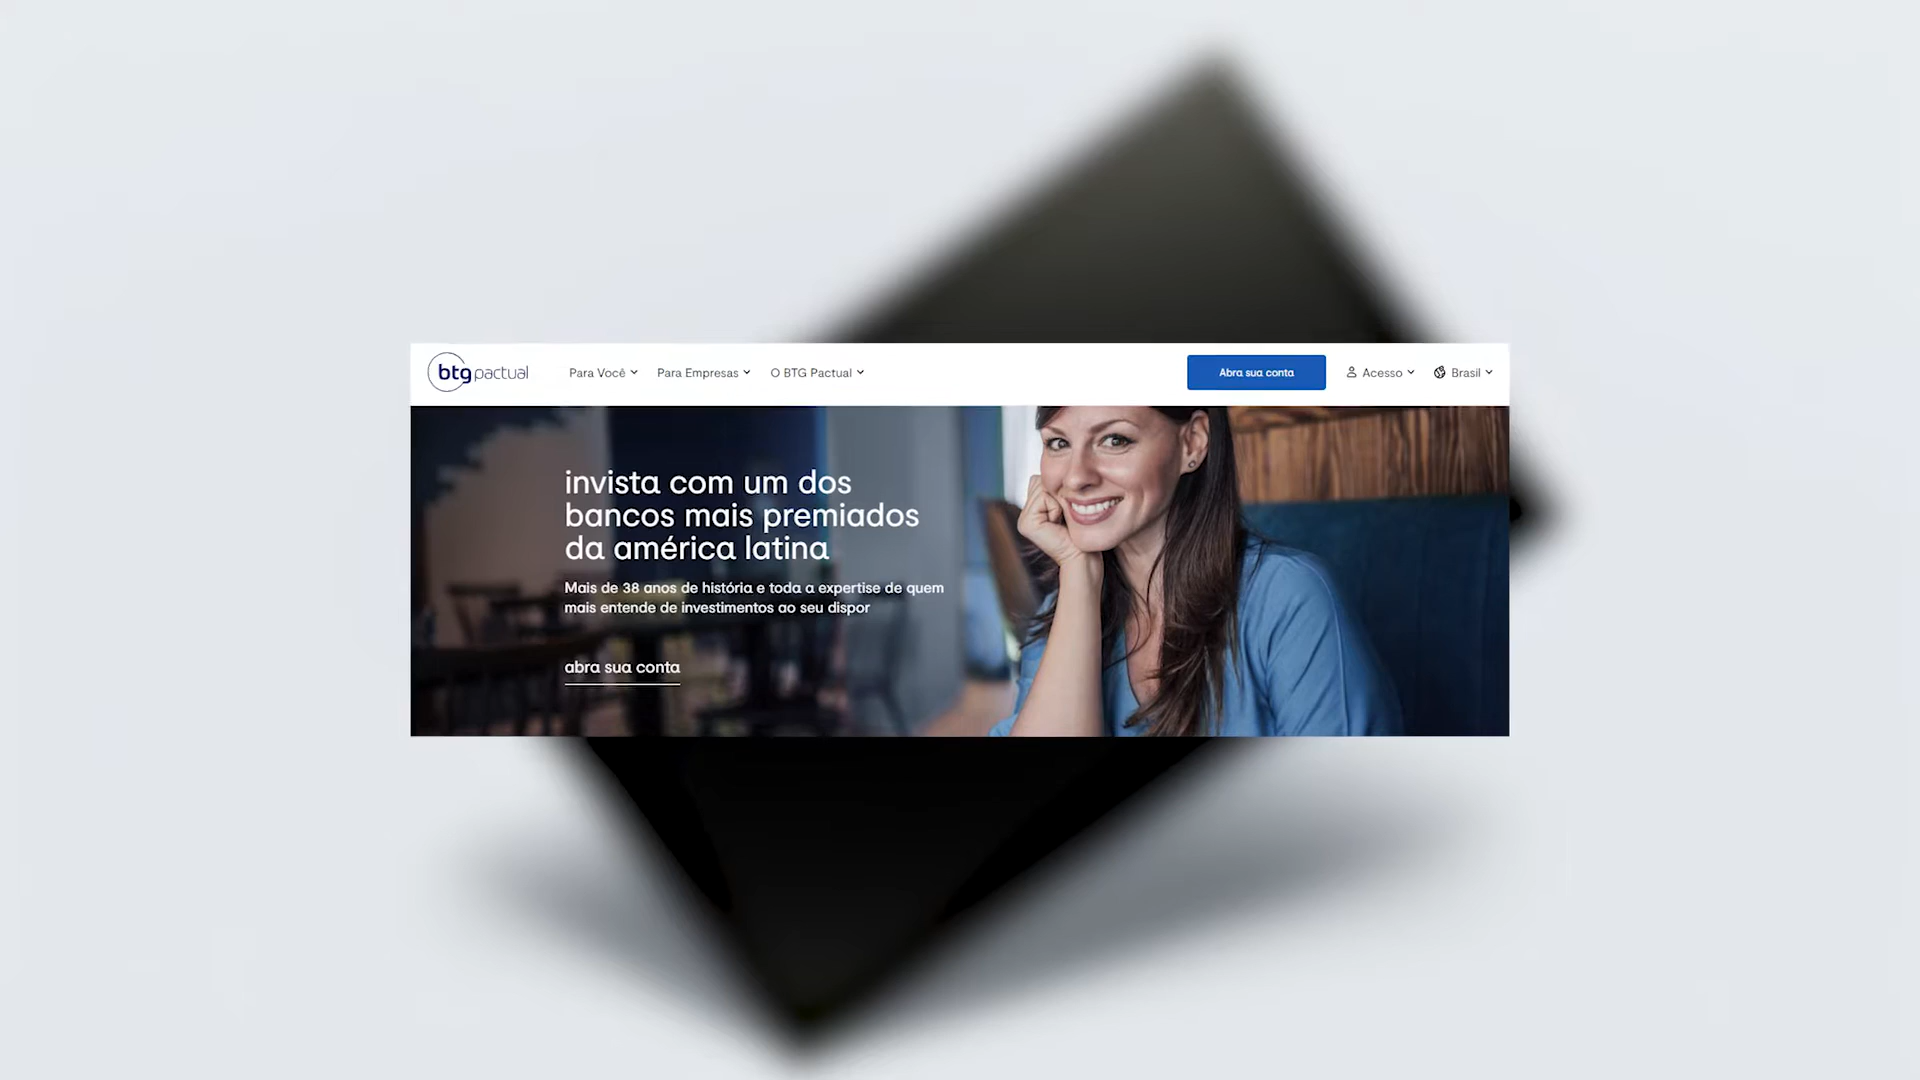 btg pactual
Para Você
Para Empresas
O BTG Pactual
Abra sua conta
Acesso
Brasil
invista com um dos
bancos mais premiados
da américa latina
Mais de 38 anos de história e toda a expertise de quem
mais entende de investimentos ao seu dispor
abra sua conta